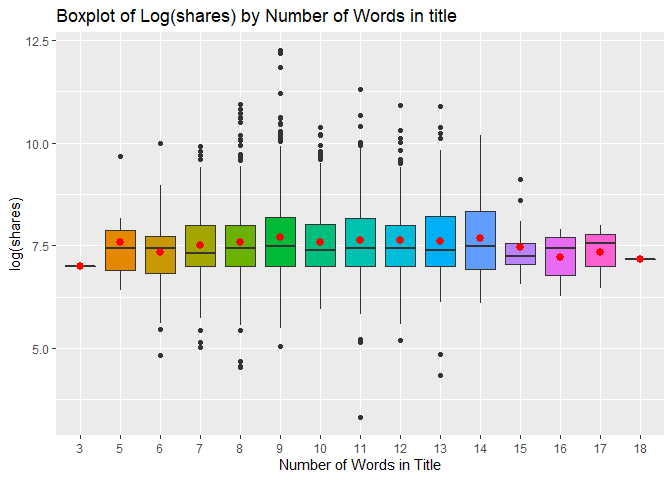 Boxplot of Log(shares) by Number of Words in title
12.5
10.0
7.5
5.0
log(shares)
3 5 6 7 8 9 10 11 12 13 14 15 16 17 18
Number of Words in Title